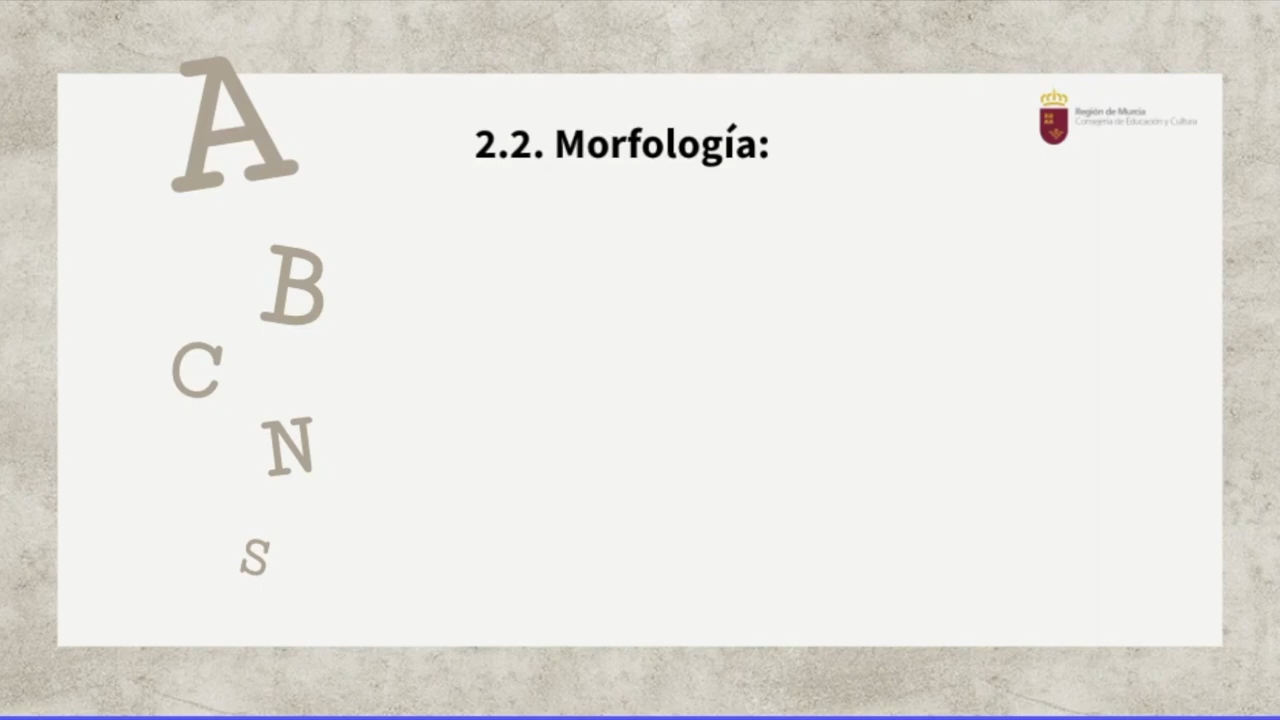 A
2.2. Morfología:
Región de Murcia
Consejería de Educación y Cultura
B
C
N
S